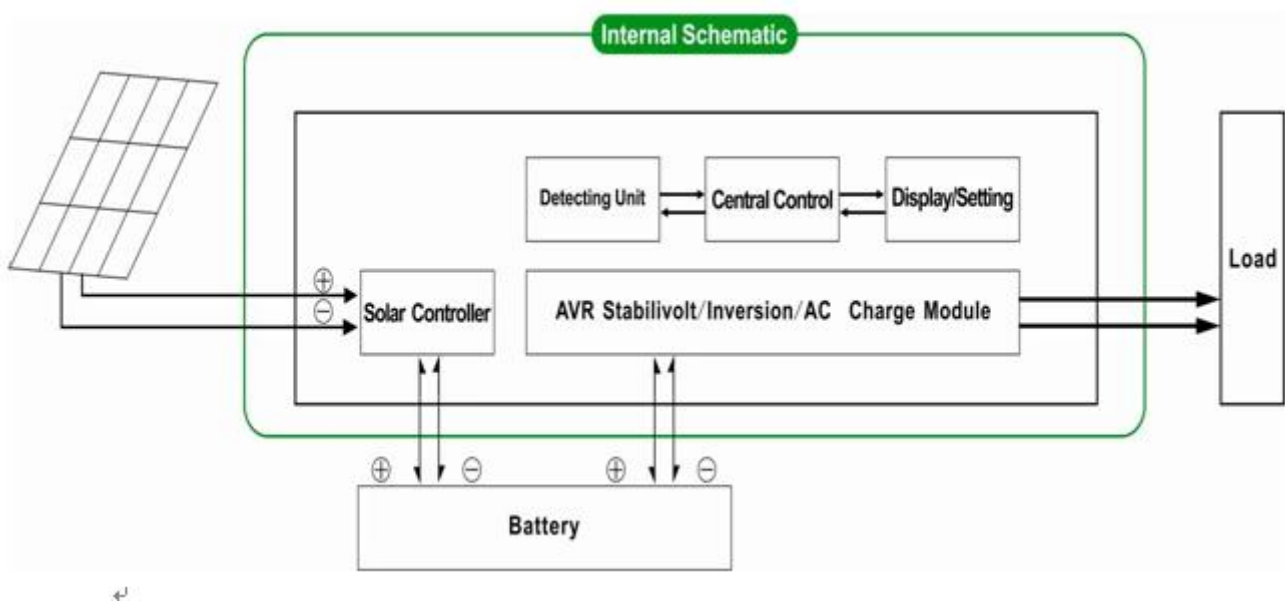 Internal Schematic
Detecting Unit
Central Control
Display/Setting
Load
⊕
⊖
Solar Controller
AVR Stabilivolt/Inversion/AC Charge Module
⊕ ⊖ ⊕ ⊖
Battery
↵